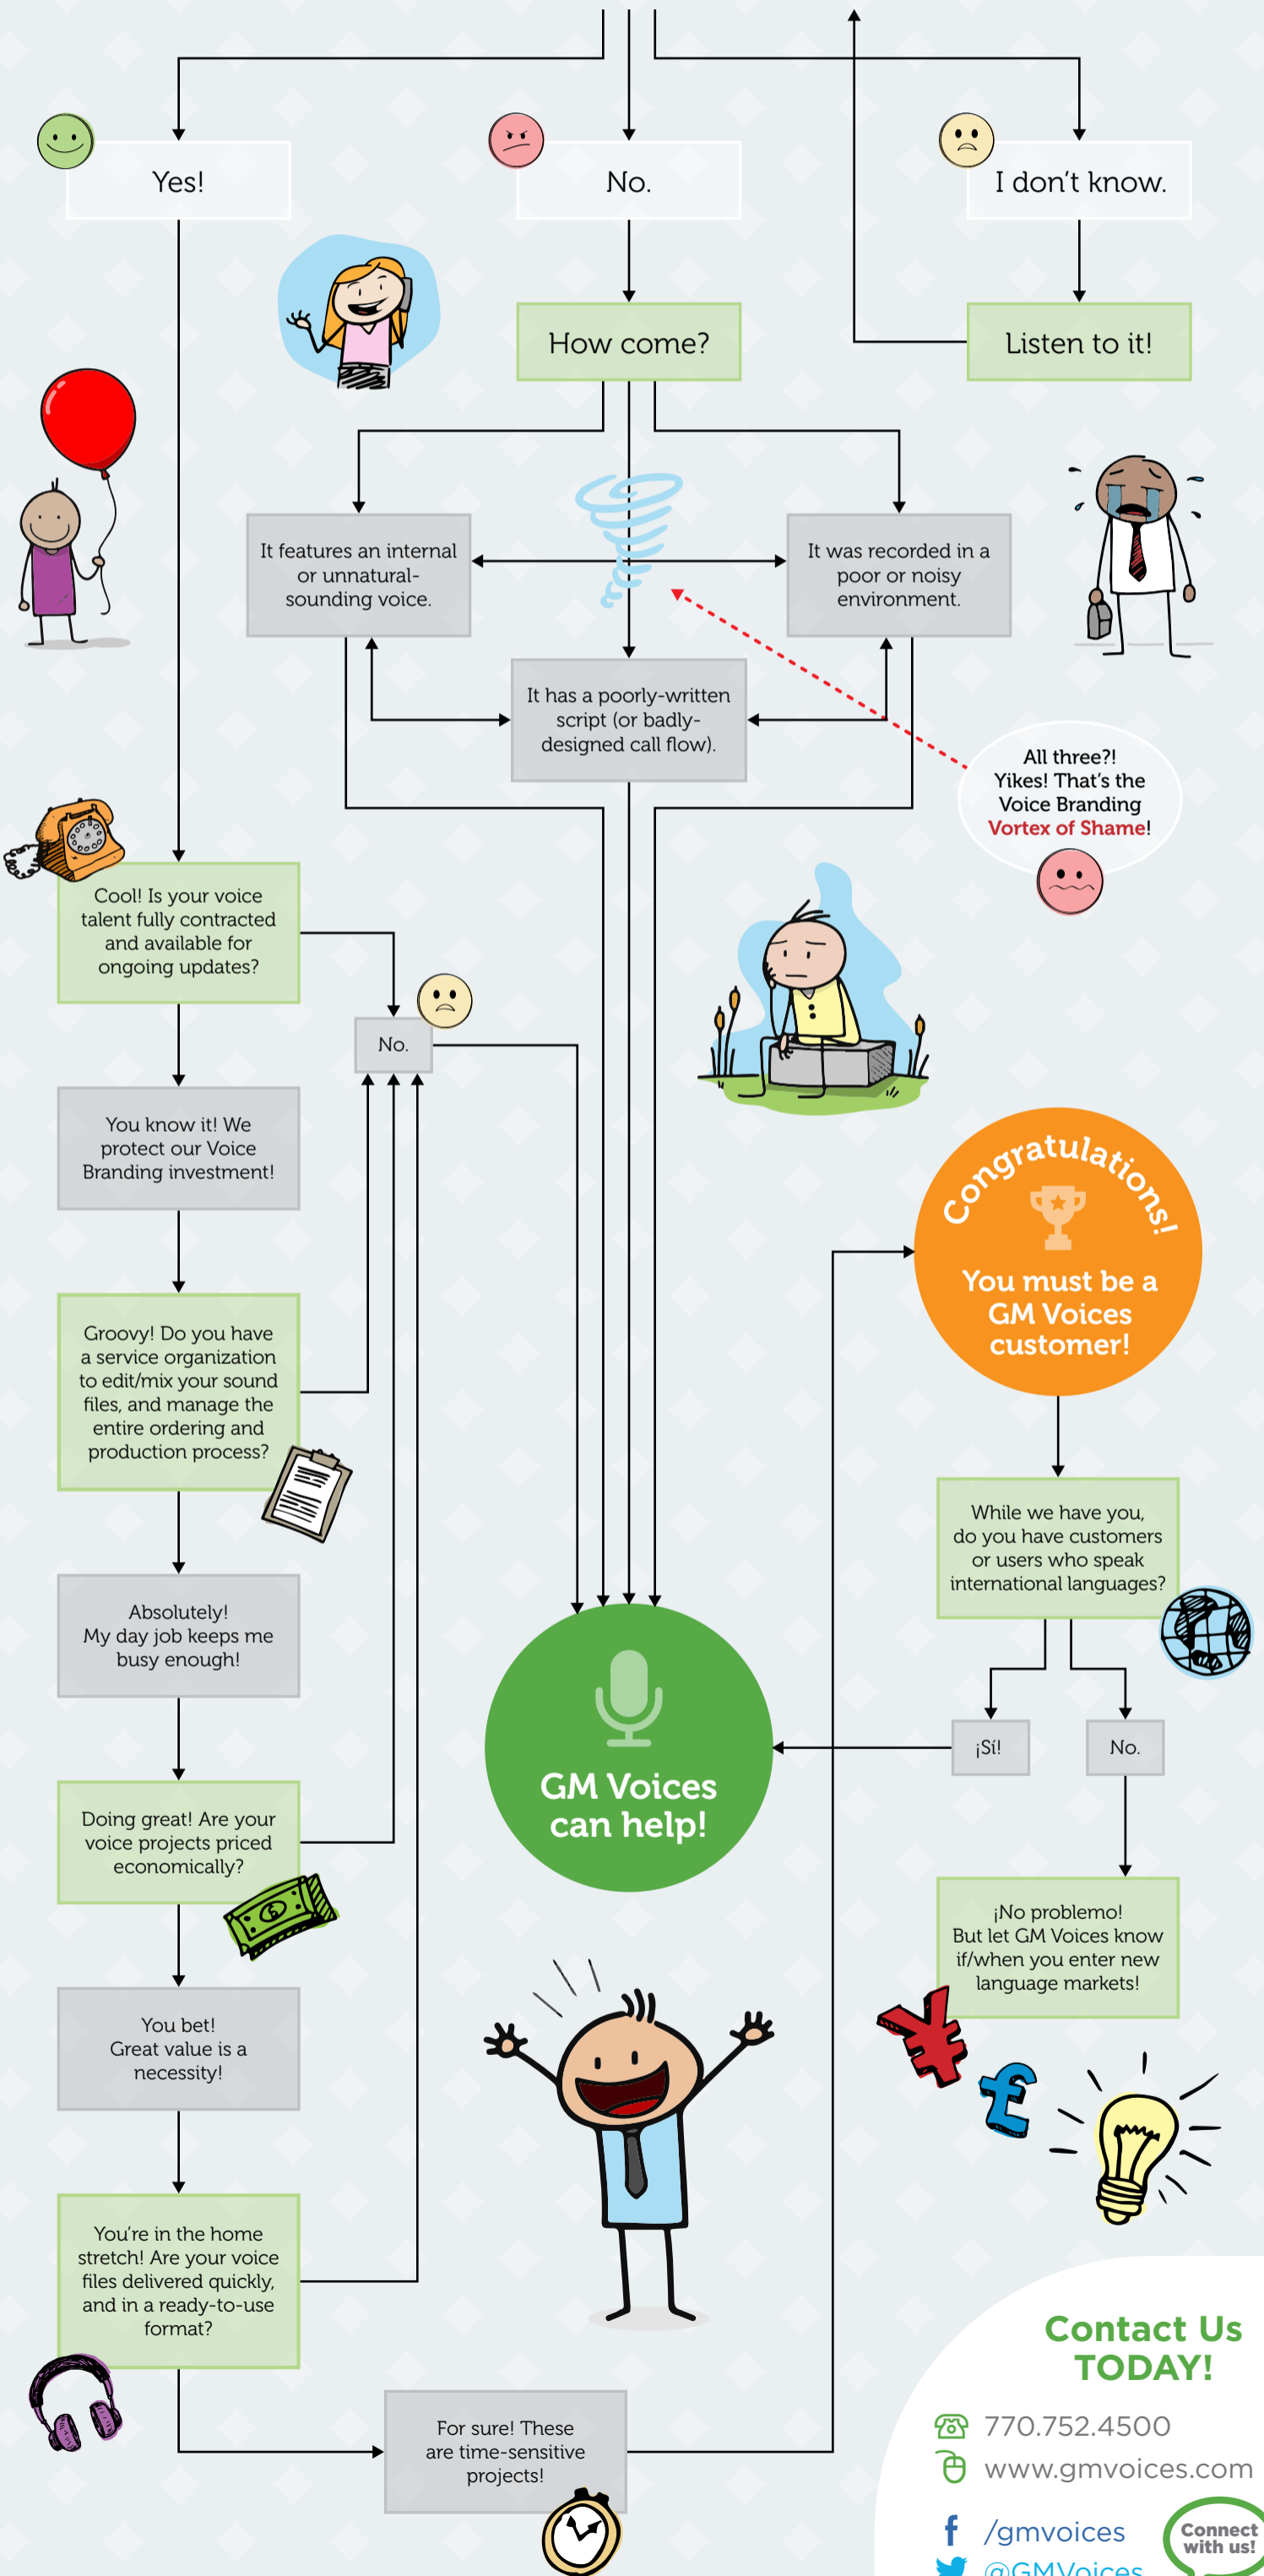 Yes!
No.
I don't know.
How come?
Listen to it!
It features an internal
or unnatural-
sounding voice.
It was recorded in a
poor or noisy
environment.
It has a poorly-written
script (or badly-
designed call flow).
All three?!
Yikes! That's the
Voice Branding
Vortex of Shame!
Cool! Is your voice
talent fully contracted
and available for
ongoing updates?
No.
You know it! We
protect our Voice
Branding investment!
Groovy! Do you have
a service organization
to edit/mix your sound
files, and manage the
entire ordering and
production process?
Absolutely!
My day job keeps me
busy enough!
Doing great! Are your
voice projects priced
economically?
You bet!
Great value is a
necessity!
You're in the home
stretch! Are your voice
files delivered quickly,
and in a ready-to-use
format?
For sure! These
are time-sensitive
projects!
Congratulations!
You must be a
GM Voices
customer!
While we have you,
do you have customers
or users who speak
international languages?
¡Sí!
No.
GM Voices
can help!
¡No problemo!
But let GM Voices know
if/when you enter new
language markets!
¥
£
Contact Us
TODAY!
770.752.4500
www.gmvoices.com
/gmvoices
@GMVoices
Connect
with us!